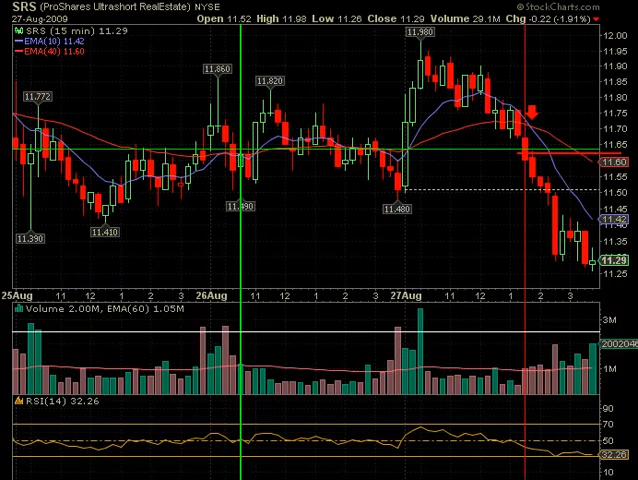 SRS (ProShares Ultrashort RealEstate) NYSE
© StockCharts.com
27-Aug-2009
Open 11.52 High 11.98 Low 11.26 Close 11.29 Volume 29.1M Chg -0.22 (-1.91%)
SRS (15 min) 11.29
EMA(10) 11.42
EMA(40) 11.60
11.980
11.860
11.820
11.772
11.490
11.480
11.410
11.390
12.00
11.95
11.90
11.85
11.80
11.75
11.70
11.65
11.60
11.55
11.50
11.45
11.42
11.40
11.35
11.29
11.25
25Aug 11 12 1 2 3 26Aug 11 12 1 2 3 27Aug 11 12 1 2 3
Volume 2.00M, EMA(60) 1.05M
3M
2002046
1M
RSI(14) 32.26
90
70
50
32.26
10